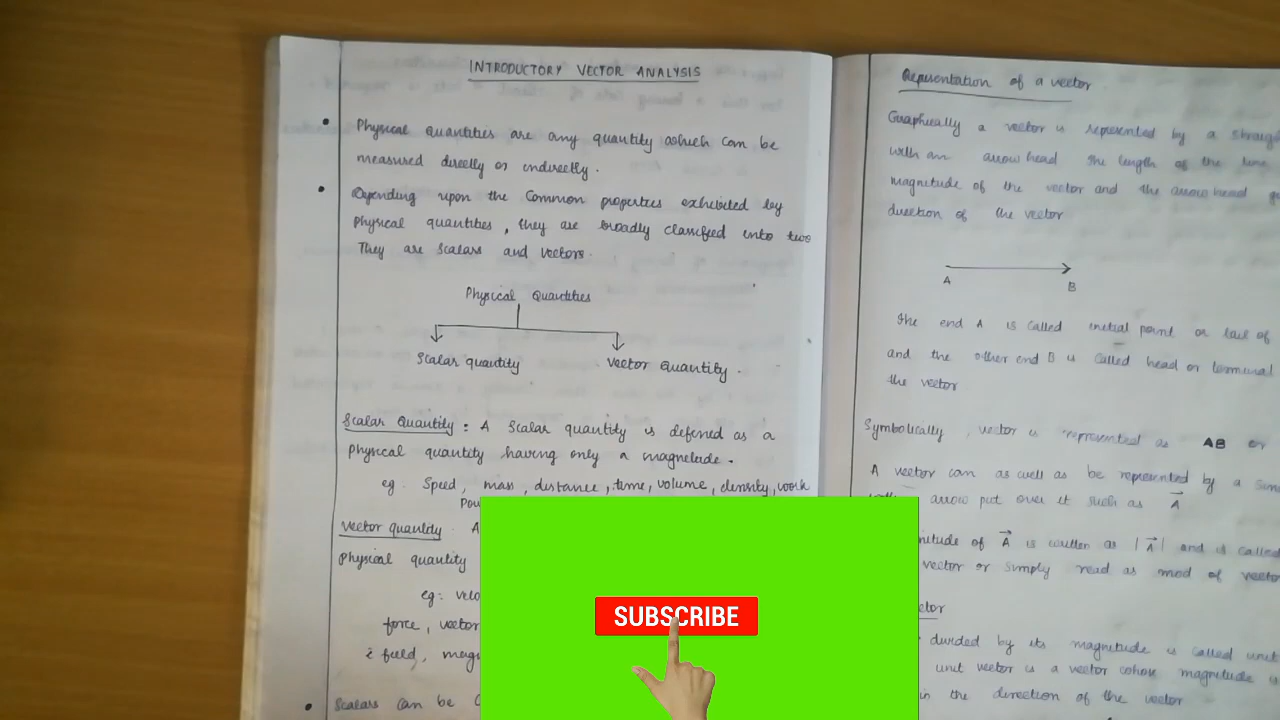 INTRODUCTORY VECTOR ANALYSIS
Physical Quantities are any quantity which can be
measured directly or indirectly.
Depending upon the Common properties exhibited by
physical quantities, they are broadly classified into two
They are Scalars and vectors.
Physical Quantities
Scalar quantity
Vector Quantity.
Scalar Quantity : A Scalar quantity is defined as a
Physical quantity having only a magnitude.
eg. Speed, mass, distance, time, volume, density, work
Vector quantity A
Physical quantity
eg:
force, vector
field,
Scalars can be
Representation of a vector
Graphically a vector is represented by a
with an arrow head The length of the line
magnitude of the vector and the arrow head
direction of the vector
A
B
The end A is called initial point or tail of
and the other end B is called head or terminal
the vector
Symbolically, vector is represented as AB or
A vector can as well as be represented by a
arrow put over it such as A⃗
of A⃗ is written as |A⃗| and is called
vector or simply read as mod of vector
divided by its magnitude is called unit
unit vector is a vector whose magnitude is
in the direction of the vector
SUBSCRIBE